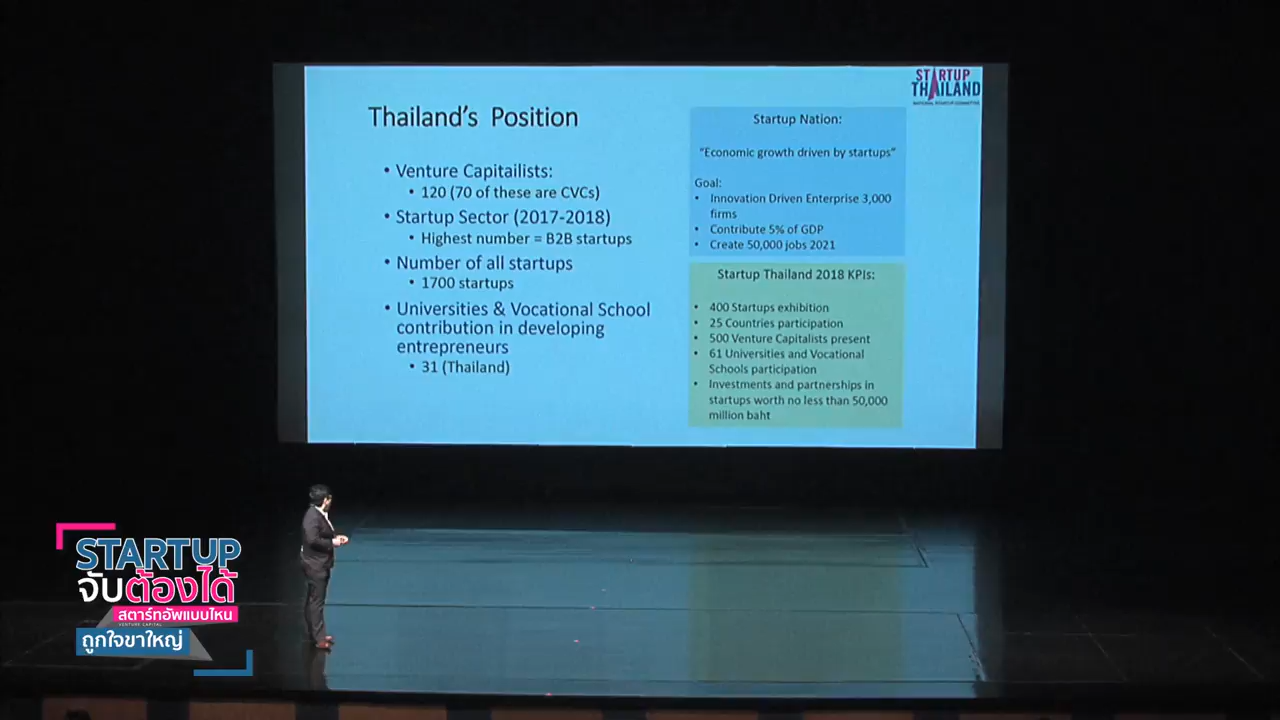 STARTUP
THAILAND
NATIONAL STARTUP COMMITTEE
Thailand's Position
• Venture Capitailists:
• 120 (70 of these are CVCs)
• Startup Sector (2017-2018)
• Highest number = B2B startups
• Number of all startups
• 1700 startups
• Universities & Vocational School
contribution in developing
entrepreneurs
• 31 (Thailand)
Startup Nation:
"Economic growth driven by startups"
Goal:
• Innovation Driven Enterprise 3,000
firms
• Contribute 5% of GDP
• Create 50,000 jobs 2021
Startup Thailand 2018 KPIs:
• 400 Startups exhibition
• 25 Countries participation
• 500 Venture Capitalists present
• 61 Universities and Vocational
Schools participation
• Investments and partnerships in
startups worth no less than 50,000
million baht
STARTUP
จับต้องได้
สตาร์ทอัพแบบไหน
VENTURE CAPITAL
ถูกใจขาใหญ่